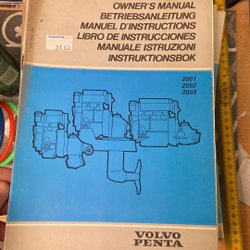 OWNER'S MANUAL
BETRIEBSANLEITUNG
MANUEL D'INSTRUCTIONS
LIBRO DE INSTRUCCIONES
MANUALE ISTRUZIONI
INSTRUKTIONSBOK
2001
2002
2003
VOLVO
PENTA